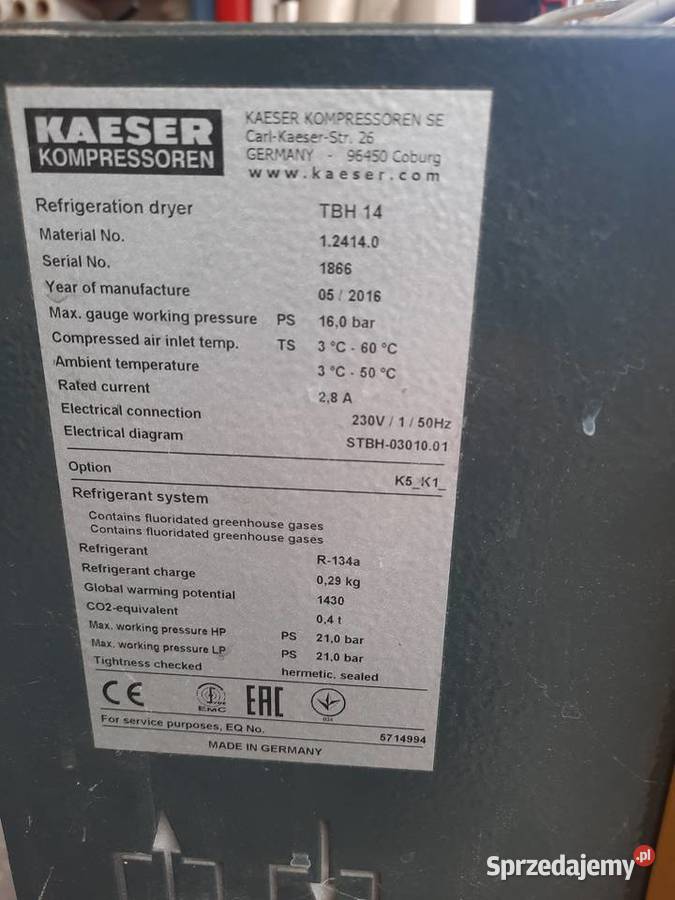 KAESER
KOMPRESSOREN
KAESER KOMPRESSOREN SE
Carl-Kaeser-Str. 26
GERMANY - 96450 Coburg
www.kaeser.com
Refrigeration dryer TBH 14
Material No. 1.2414.0
Serial No. 1866
Year of manufacture 05 / 2016
Max. gauge working pressure PS 16,0 bar
Compressed air inlet temp. TS 3 °C - 60 °C
Ambient temperature 3 °C - 50 °C
Rated current 2,8 A
Electrical connection 230V / 1 / 50Hz
Electrical diagram STBH-03010.01
Option K5_K1_
Refrigerant system
Contains fluoridated greenhouse gases
Contains fluoridated greenhouse gases
Refrigerant R-134a
Refrigerant charge 0,29 kg
Global warming potential 1430
CO2-equivalent 0,4 t
Max. working pressure HP PS 21,0 bar
Max. working pressure LP PS 21,0 bar
Tightness checked hermetic. sealed
CE EMC EAC
For service purposes, EQ No. 5714994
MADE IN GERMANY
Sprzedajemy.pl